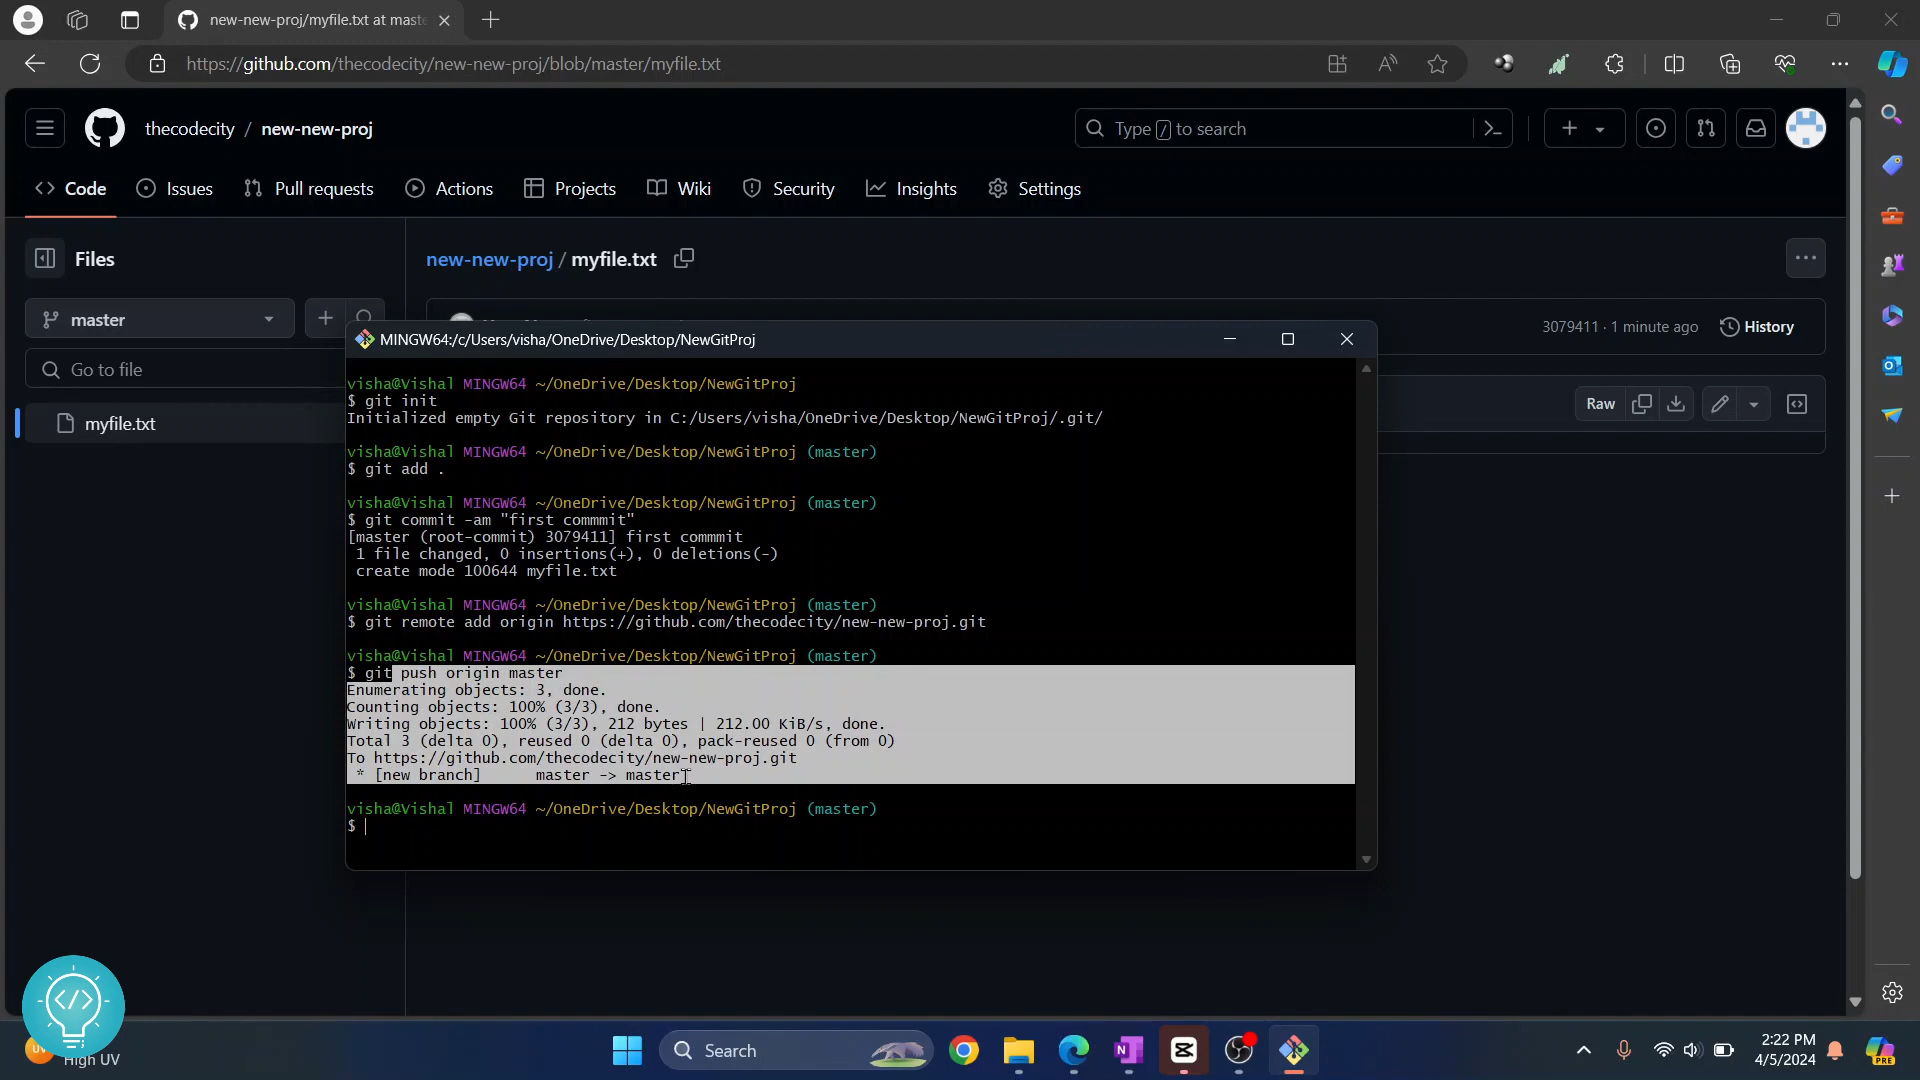 new-new-proj/myfile.txt at maste
https://github.com/thecodecity/new-new-proj/blob/master/myfile.txt
thecodecity / new-new-proj
Type / to search
Code
Issues
Pull requests
Actions
Projects
Wiki
Security
Insights
Settings
Files
new-new-proj / myfile.txt
master
3079411 · 1 minute ago
History
Go to file
Raw
myfile.txt
MINGW64:/c/Users/visha/OneDrive/Desktop/NewGitProj
visha@Vishal MINGW64 ~/OneDrive/Desktop/NewGitProj
$ git init
Initialized empty Git repository in C:/Users/visha/OneDrive/Desktop/NewGitProj/.git/
visha@Vishal MINGW64 ~/OneDrive/Desktop/NewGitProj (master)
$ git add .
visha@Vishal MINGW64 ~/OneDrive/Desktop/NewGitProj (master)
$ git commit -am "first commmit"
[master (root-commit) 3079411] first commmit
1 file changed, 0 insertions(+), 0 deletions(-)
create mode 100644 myfile.txt
visha@Vishal MINGW64 ~/OneDrive/Desktop/NewGitProj (master)
$ git remote add origin https://github.com/thecodecity/new-new-proj.git
visha@Vishal MINGW64 ~/OneDrive/Desktop/NewGitProj (master)
$ git push origin master
Enumerating objects: 3, done.
Counting objects: 100% (3/3), done.
Writing objects: 100% (3/3), 212 bytes | 212.00 KiB/s, done.
Total 3 (delta 0), reused 0 (delta 0), pack-reused 0 (from 0)
To https://github.com/thecodecity/new-new-proj.git
* [new branch]      master -> master
visha@Vishal MINGW64 ~/OneDrive/Desktop/NewGitProj (master)
$
High UV
Search
2:22 PM
4/5/2024
PRE